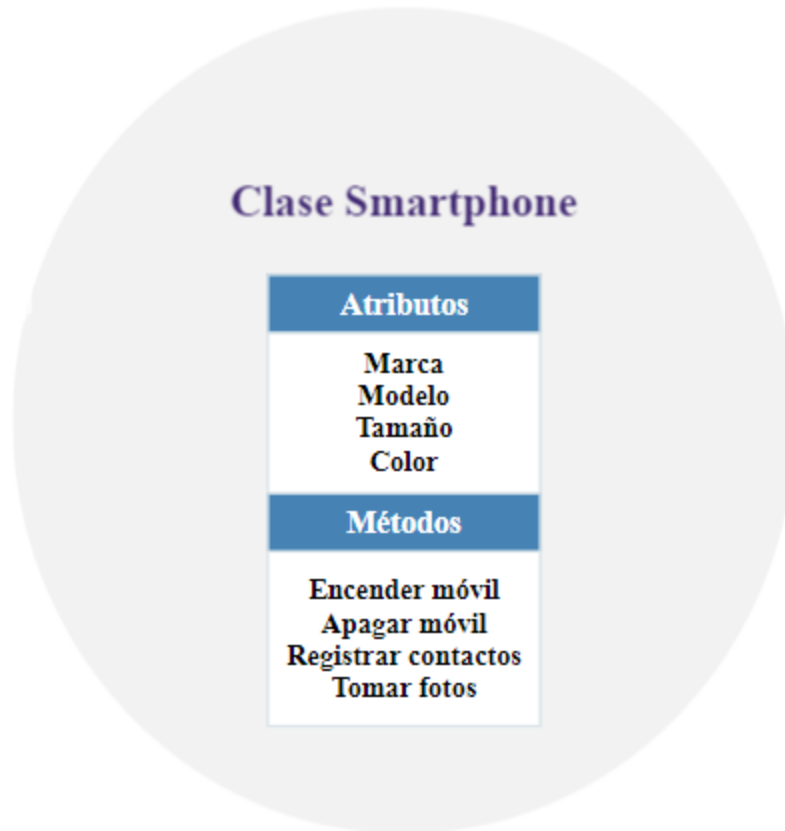 Clase Smartphone
Atributos
Marca
Modelo
Tamaño
Color
Métodos
Encender móvil
Apagar móvil
Registrar contactos
Tomar fotos